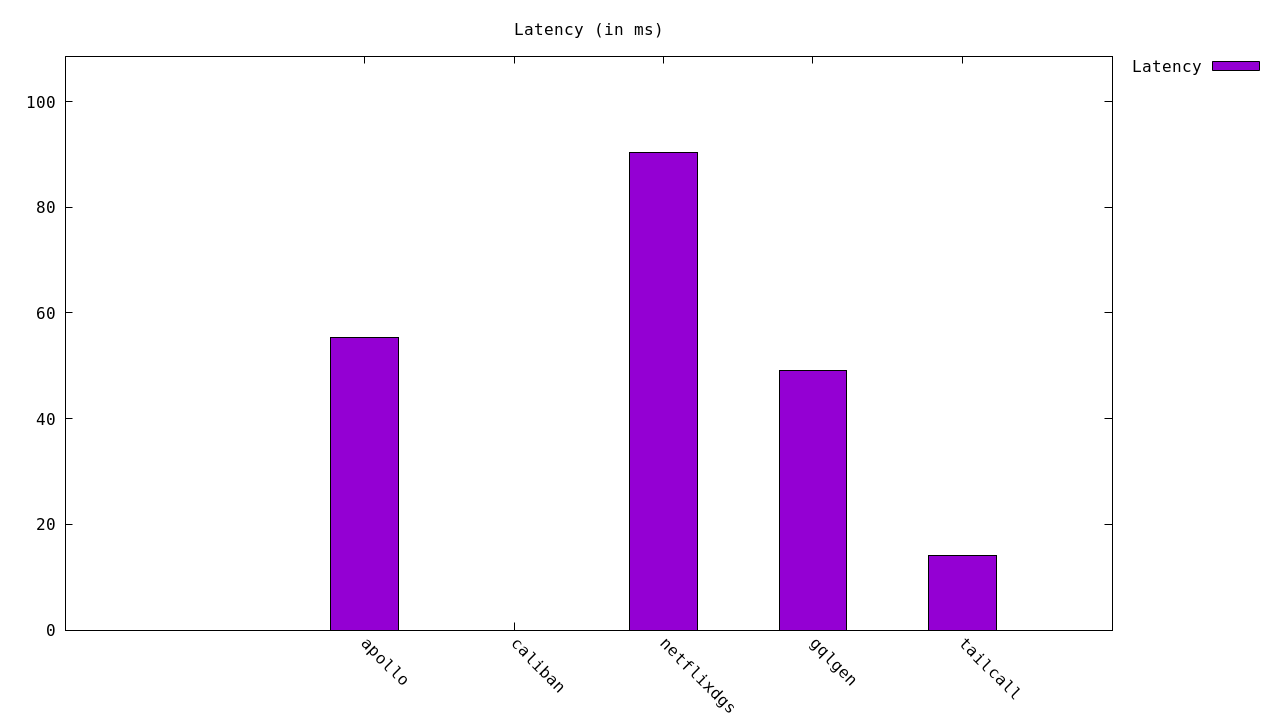 Latency (in ms)
Latency
100
80
60
40
20
0
apollo
caliban
netflixdgs
gqlgen
tailcall